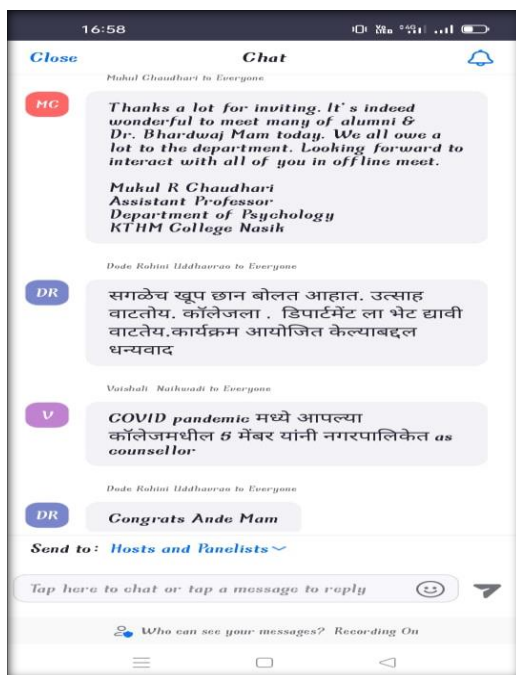 16:58
Close Chat
Mukul Chaudhari to Everyone
MG
Thanks a lot for inviting. It's indeed
wonderful to meet many of alumni &
Dr. Bhardwaj Mam today. We all owe a
lot to the department. Looking forward to
interact with all of you in offline meet.
Mukul R Chaudhari
Assistant Professor
Department of Psychology
KTHM College Nasik
Dode Rohini Uddhavrao to Everyone
DR
सगळेच खूप छान बोलत आहात. उत्साह
वाटतोय. कॉलेजला . डिपार्टमेंट ला भेट द्यावी
वाटतेय.कार्यक्रम आयोजित केल्याबद्दल
धन्यवाद
Vaishali Naikwadi to Everyone
V
COVID pandemic मध्ये आपल्या
कॉलेजमधील 5 मेंबर यांनी नगरपालिकेत as
counsellor
Dode Rohini Uddhavrao to Everyone
DR
Congrats Ande Mam
Send to: Hosts and Panelists
Tap here to chat or tap a message to reply
Who can see your messages? Recording On